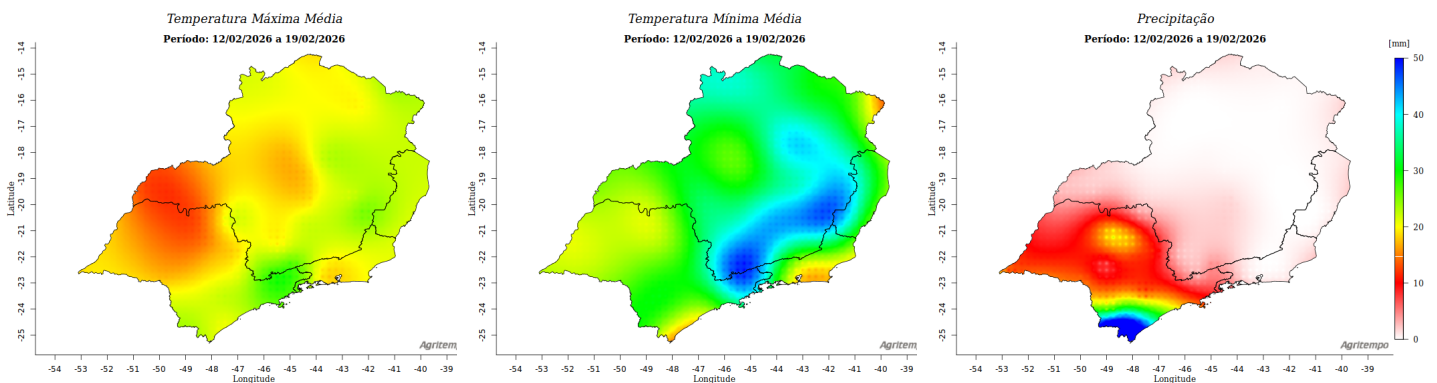 Temperatura Máxima Média
Período: 12/02/2026 a 19/02/2026
-14
-15
-16
-17
-18
-19
-20
-21
-22
-23
-24
-25
Latitude
-54 -53 -52 -51 -50 -49 -48 -47 -46 -45 -44 -43 -42 -41 -40
Longitude
Agritem
Temperatura Mínima Média
Período: 12/02/2026 a 19/02/2026
-14
-15
-16
-17
-18
-19
-20
-21
-22
-23
-24
-25
Latitude
-54 -53 -52 -51 -50 -49 -48 -47 -46 -45 -44 -43 -42 -41 -40
Longitude
Agritem
Precipitação
Período: 12/02/2026 a 19/02/2026
-14
-15
-16
-17
-18
-19
-20
-21
-22
-23
-24
-25
Latitude
-54 -53 -52 -51 -50 -49 -48 -47 -46 -45 -44 -43 -42 -41 -40 -39
Longitude
Agritempo
[mm]
50
40
30
20
10
0